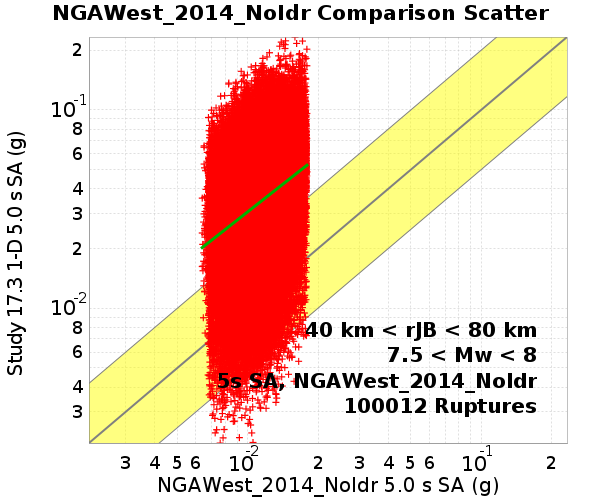 NGAWest_2014_NoIdr Comparison Scatter
Study 17.3 1-D 5.0 s SA (g)
2
10-1
8
6
4
3
2
10-2
8
6
4
3
40 km < rJB < 80 km
7.5 < Mw < 8
5s SA, NGAWest_2014_NoIdr
100012 Ruptures
3 4 5 6 10-2 2 3 4 5 6 8 10-1 2
NGAWest_2014_NoIdr 5.0 s SA (g)